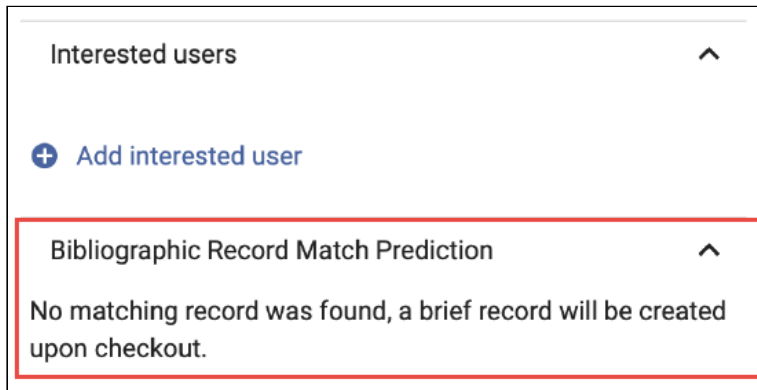 Interested users
Add interested user
Bibliographic Record Match Prediction
No matching record was found, a brief record will be created
upon checkout.